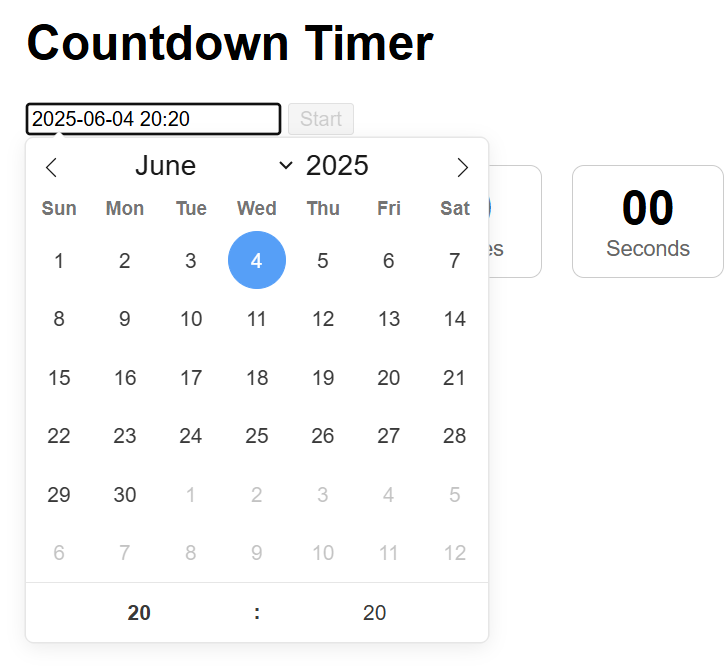 Countdown Timer
2025-06-04 20:20 Start
June 2025
Sun Mon Tue Wed Thu Fri Sat
1 2 3 4 5 6 7
8 9 10 11 12 13 14
15 16 17 18 19 20 21
22 23 24 25 26 27 28
29 30 1 2 3 4 5
6 7 8 9 10 11 12
20 : 20
es
00
Seconds